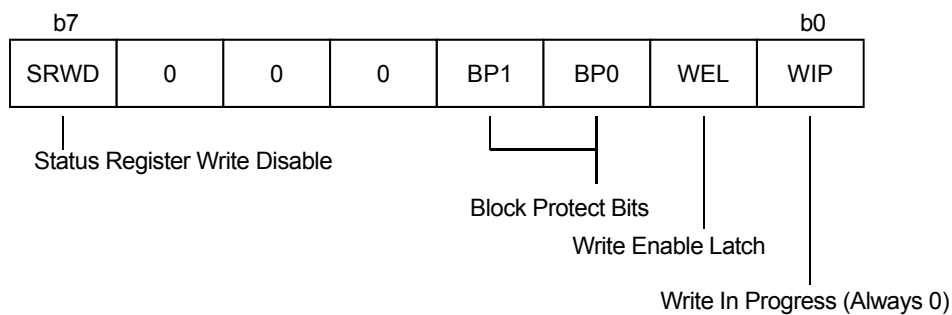 b7 b0
SRWD 0 0 0 BP1 BP0 WEL WIP
Status Register Write Disable
Block Protect Bits
Write Enable Latch
Write In Progress (Always 0)